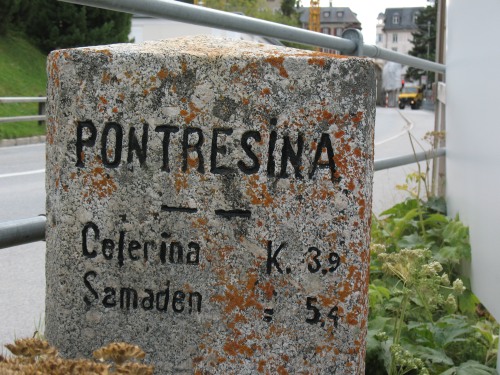 PONTRESINA
Celerina K. 3,9
Samaden = 5,4